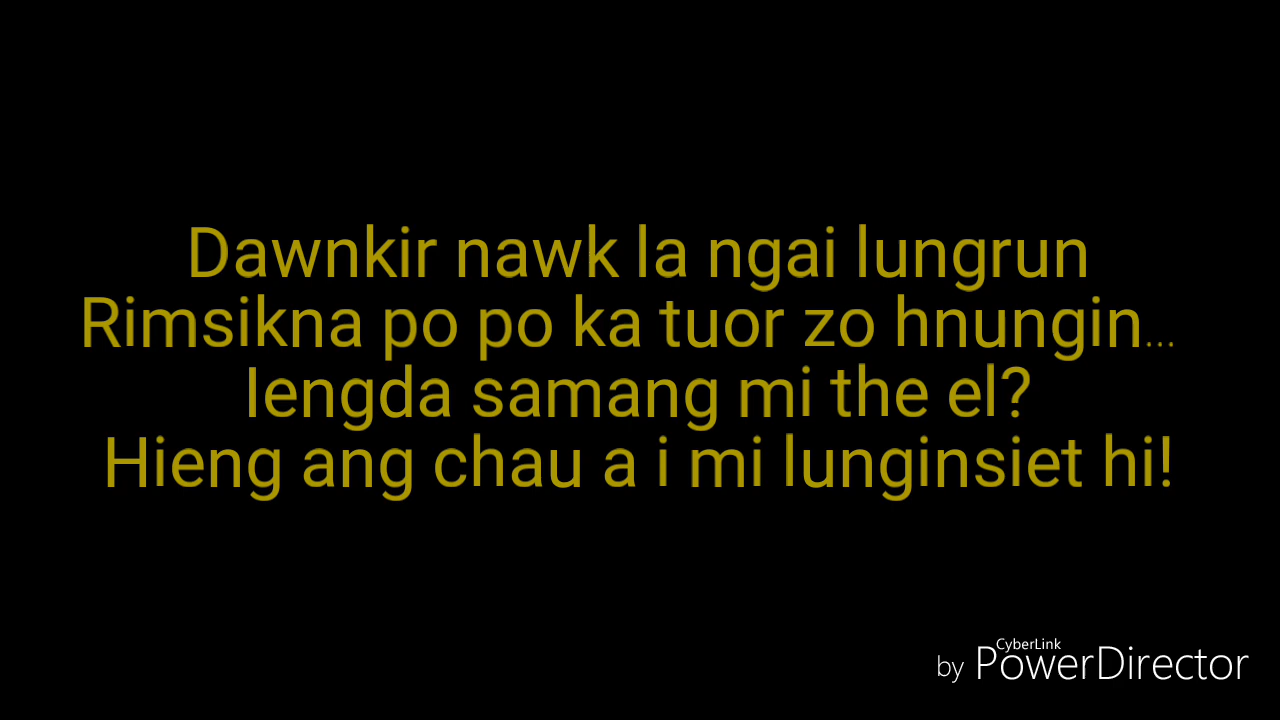 Dawnkir nawk la ngai lungrun
Rimsikna po po ka tuor zo hnungin...
Iengda samang mi the el?
Hieng ang chau a i mi lunginsiet hi!
by CyberLink PowerDirector